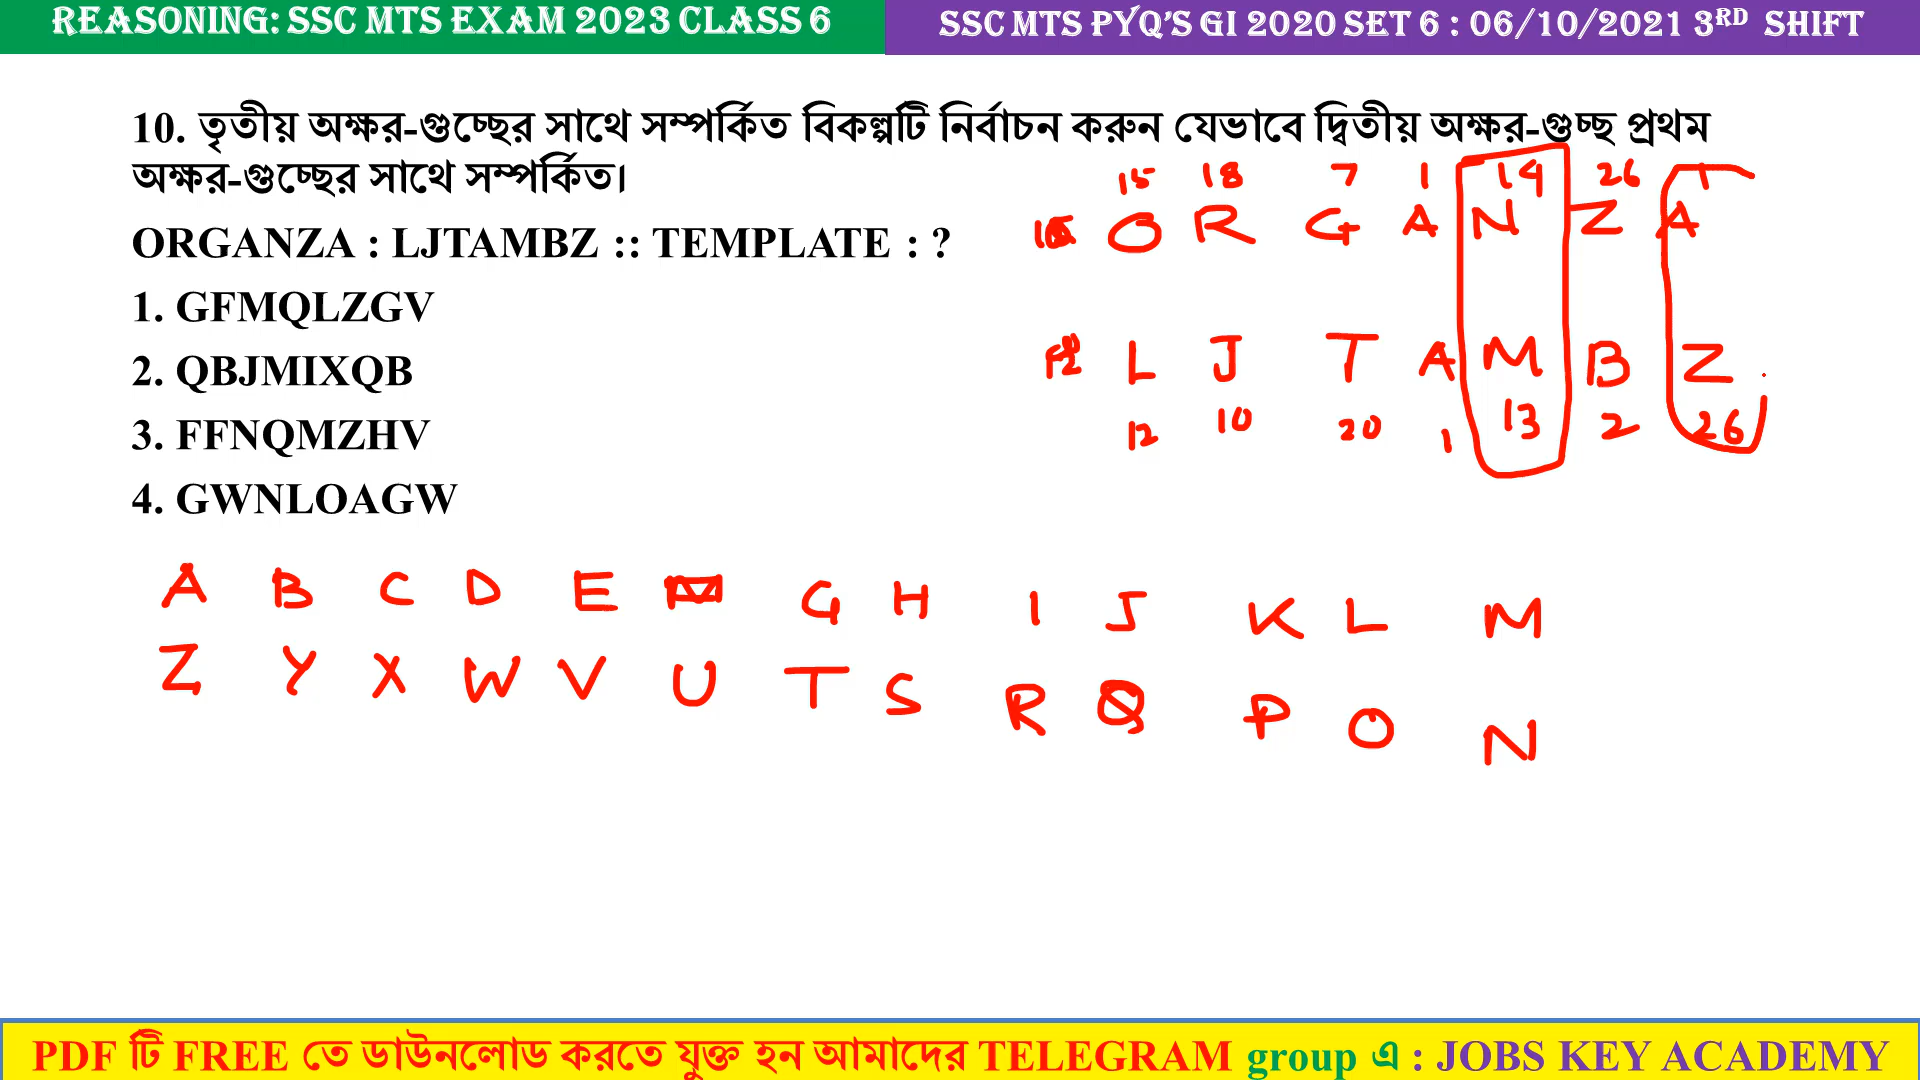 REASONING: SSC MTS EXAM 2023 CLASS 6
SSC MTS PYQ'S GI 2020 SET 6 : 06/10/2021 3RD SHIFT
10. তৃতীয় অক্ষর-গুচ্ছের সাথে সম্পর্কিত বিকল্পটি নির্বাচন করুন যেভাবে দ্বিতীয় অক্ষর-গুচ্ছ প্রথম
অক্ষর-গুচ্ছের সাথে সম্পর্কিত।
ORGANZA : LJTAMBZ :: TEMPLATE : ?
1. GFMQLZGV
2. QBJMIXQB
3. FFNQMZHV
4. GWNLOAGW
15 18 7 1 14 26 1
O R G A N Z A
L J T A M B Z
12 10 20 1 13 2 26
A B C D E G H I J K L M
Z Y X W V U T S R Q P O N
PDF টি FREE তে ডাউনলোড করতে যুক্ত হন আমাদের TELEGRAM group এ : JOBS KEY ACADEMY